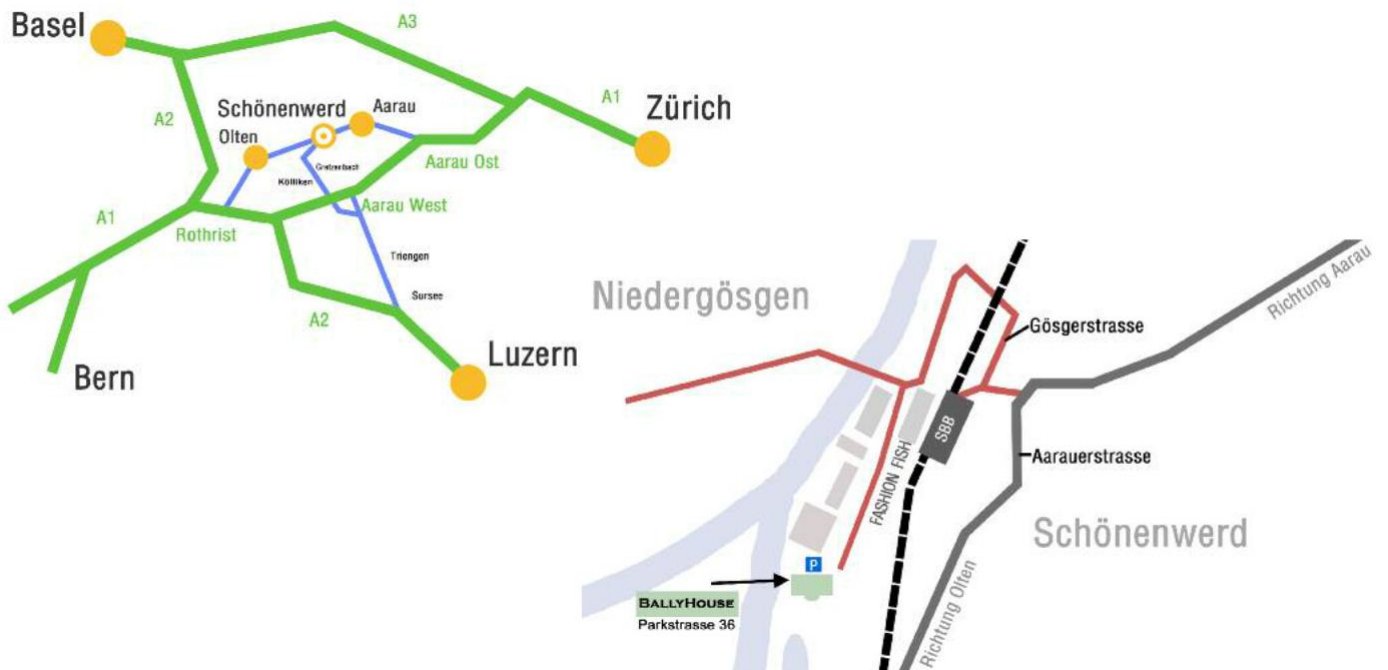 Basel
A3
A2
Schönenwerd
Aarau
Olten
A1
Zürich
Gretzenbach
Kölliken
Aarau Ost
Aarau West
A1
Rothrist
Triengen
Sursee
A2
Bern
Luzern
Niedergösgen
Richtung Aarau
Gösgerstrasse
SBB
FASHION FISH
Aarauerstrasse
Schönenwerd
P
BALLYHOUSE
Parkstrasse 36
Richtung Olten